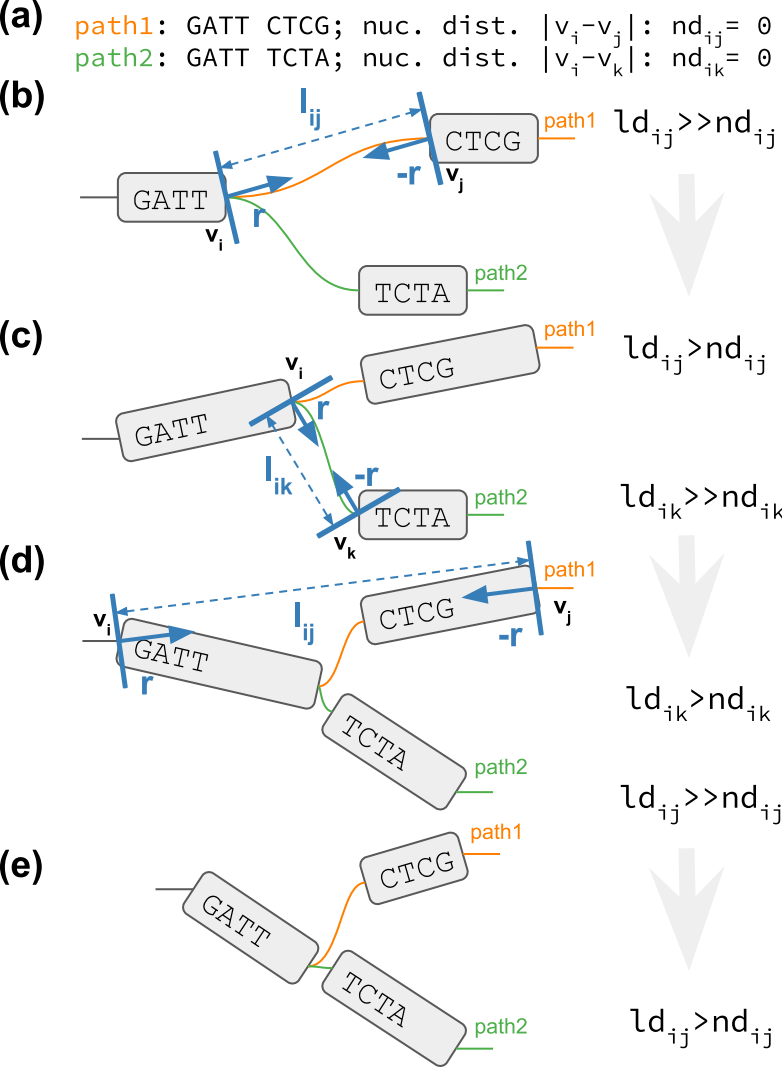 (a)
path1: GATT CTCG; nuc. dist. |vi-vj|: ndij= 0
path2: GATT TCTA; nuc. dist. |vi-vk|: ndik= 0
(b)
lij
path1
ldij>>ndij
CTCG
-r
vj
GATT
r
vi
path2
TCTA
(c)
path1
ldij>ndij
vi
CTCG
r
GATT
lik
-r
path2
ldik>>ndik
TCTA
vk
(d)
path1
vi
lij
CTCG
vj
GATT
-r
r
ldik>ndik
TCTA
path2
ldij>>ndij
path1
(e)
CTCG
GATT
TCTA
path2
ldij>ndij